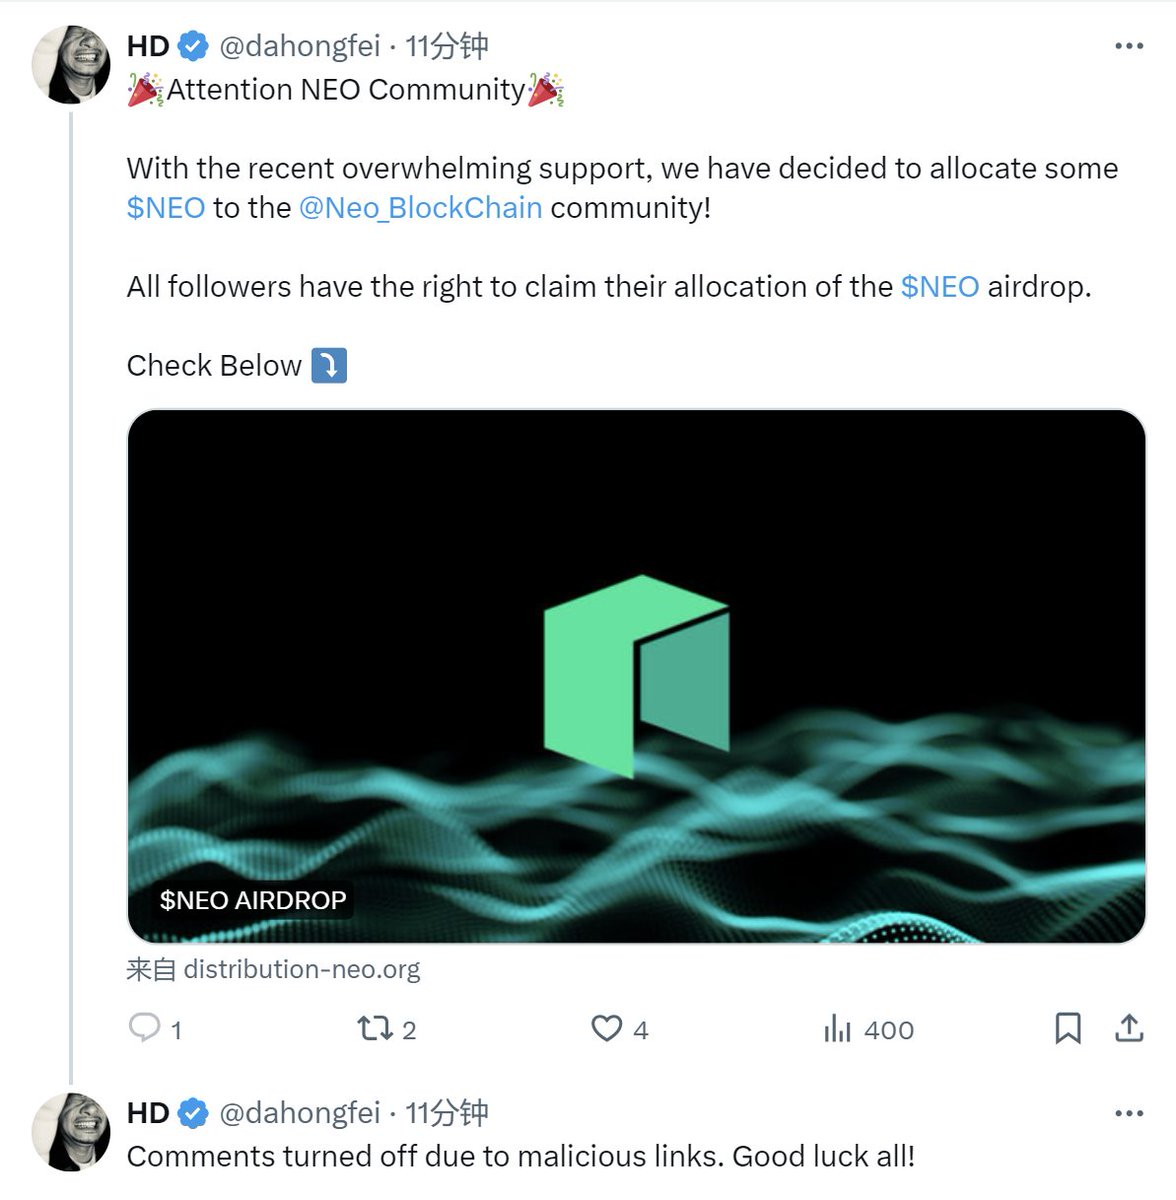 HD @dahongfei · 11分钟
🎉Attention NEO Community🎉
With the recent overwhelming support, we have decided to allocate some
$NEO to the @Neo_BlockChain community!
All followers have the right to claim their allocation of the $NEO airdrop.
Check Below ⤵️
$NEO AIRDROP
来自 distribution-neo.org
1 2 4 400
HD @dahongfei · 11分钟
Comments turned off due to malicious links. Good luck all!